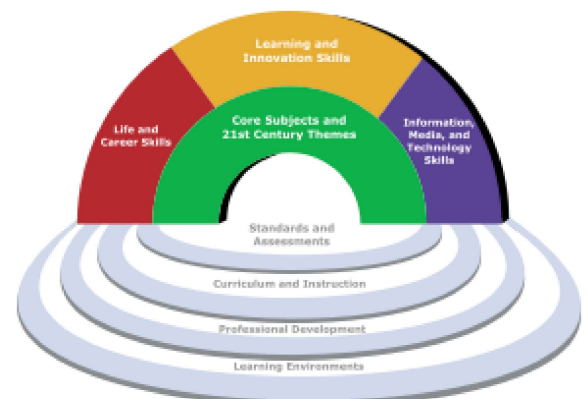 Learning and
Innovation Skills
Core Subjects and
21st Century Themes
Life and
Career Skills
Information,
Media, and
Technology
Skills
Standards and
Assessments
Curriculum and Instruction
Professional Development
Learning Environments